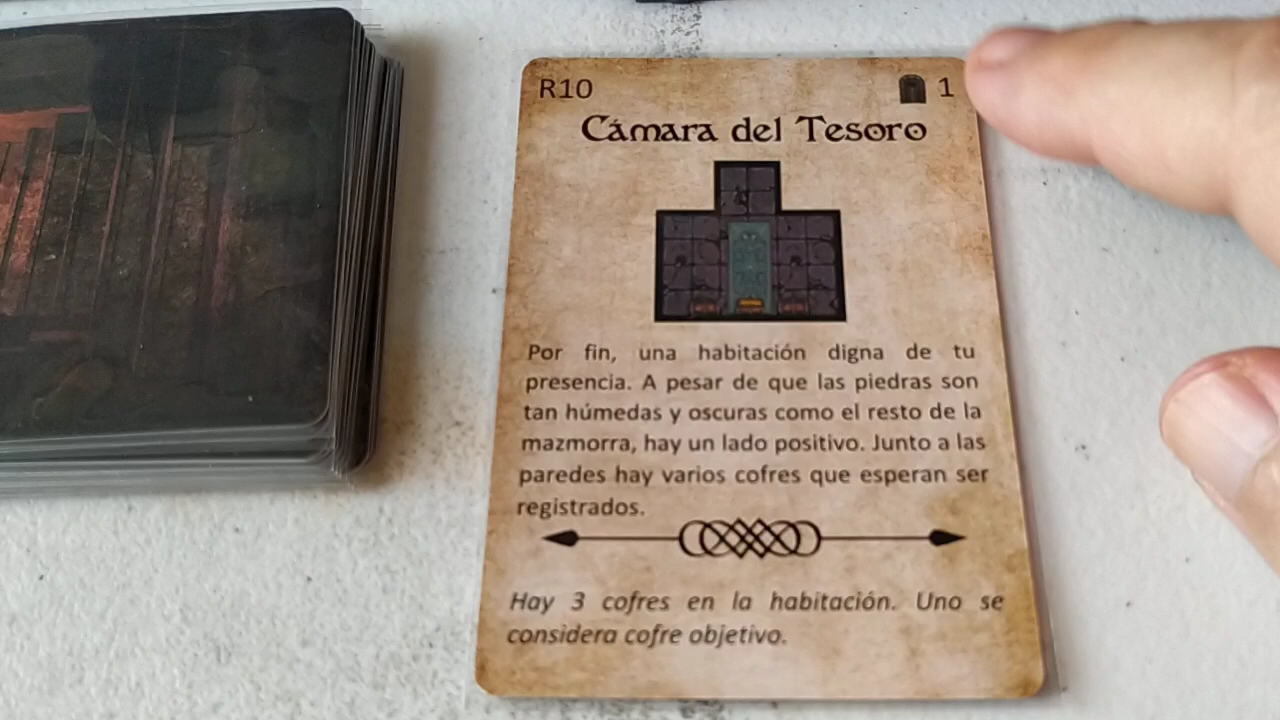 R10
1
Cámara del Tesoro
Por fin, una habitación digna de tu
presencia. A pesar de que las piedras son
tan húmedas y oscuras como el resto de la
mazmorra, hay un lado positivo. Junto a las
paredes hay varios cofres que esperan ser
registrados.
Hay 3 cofres en la habitación. Uno se
considera cofre objetivo.